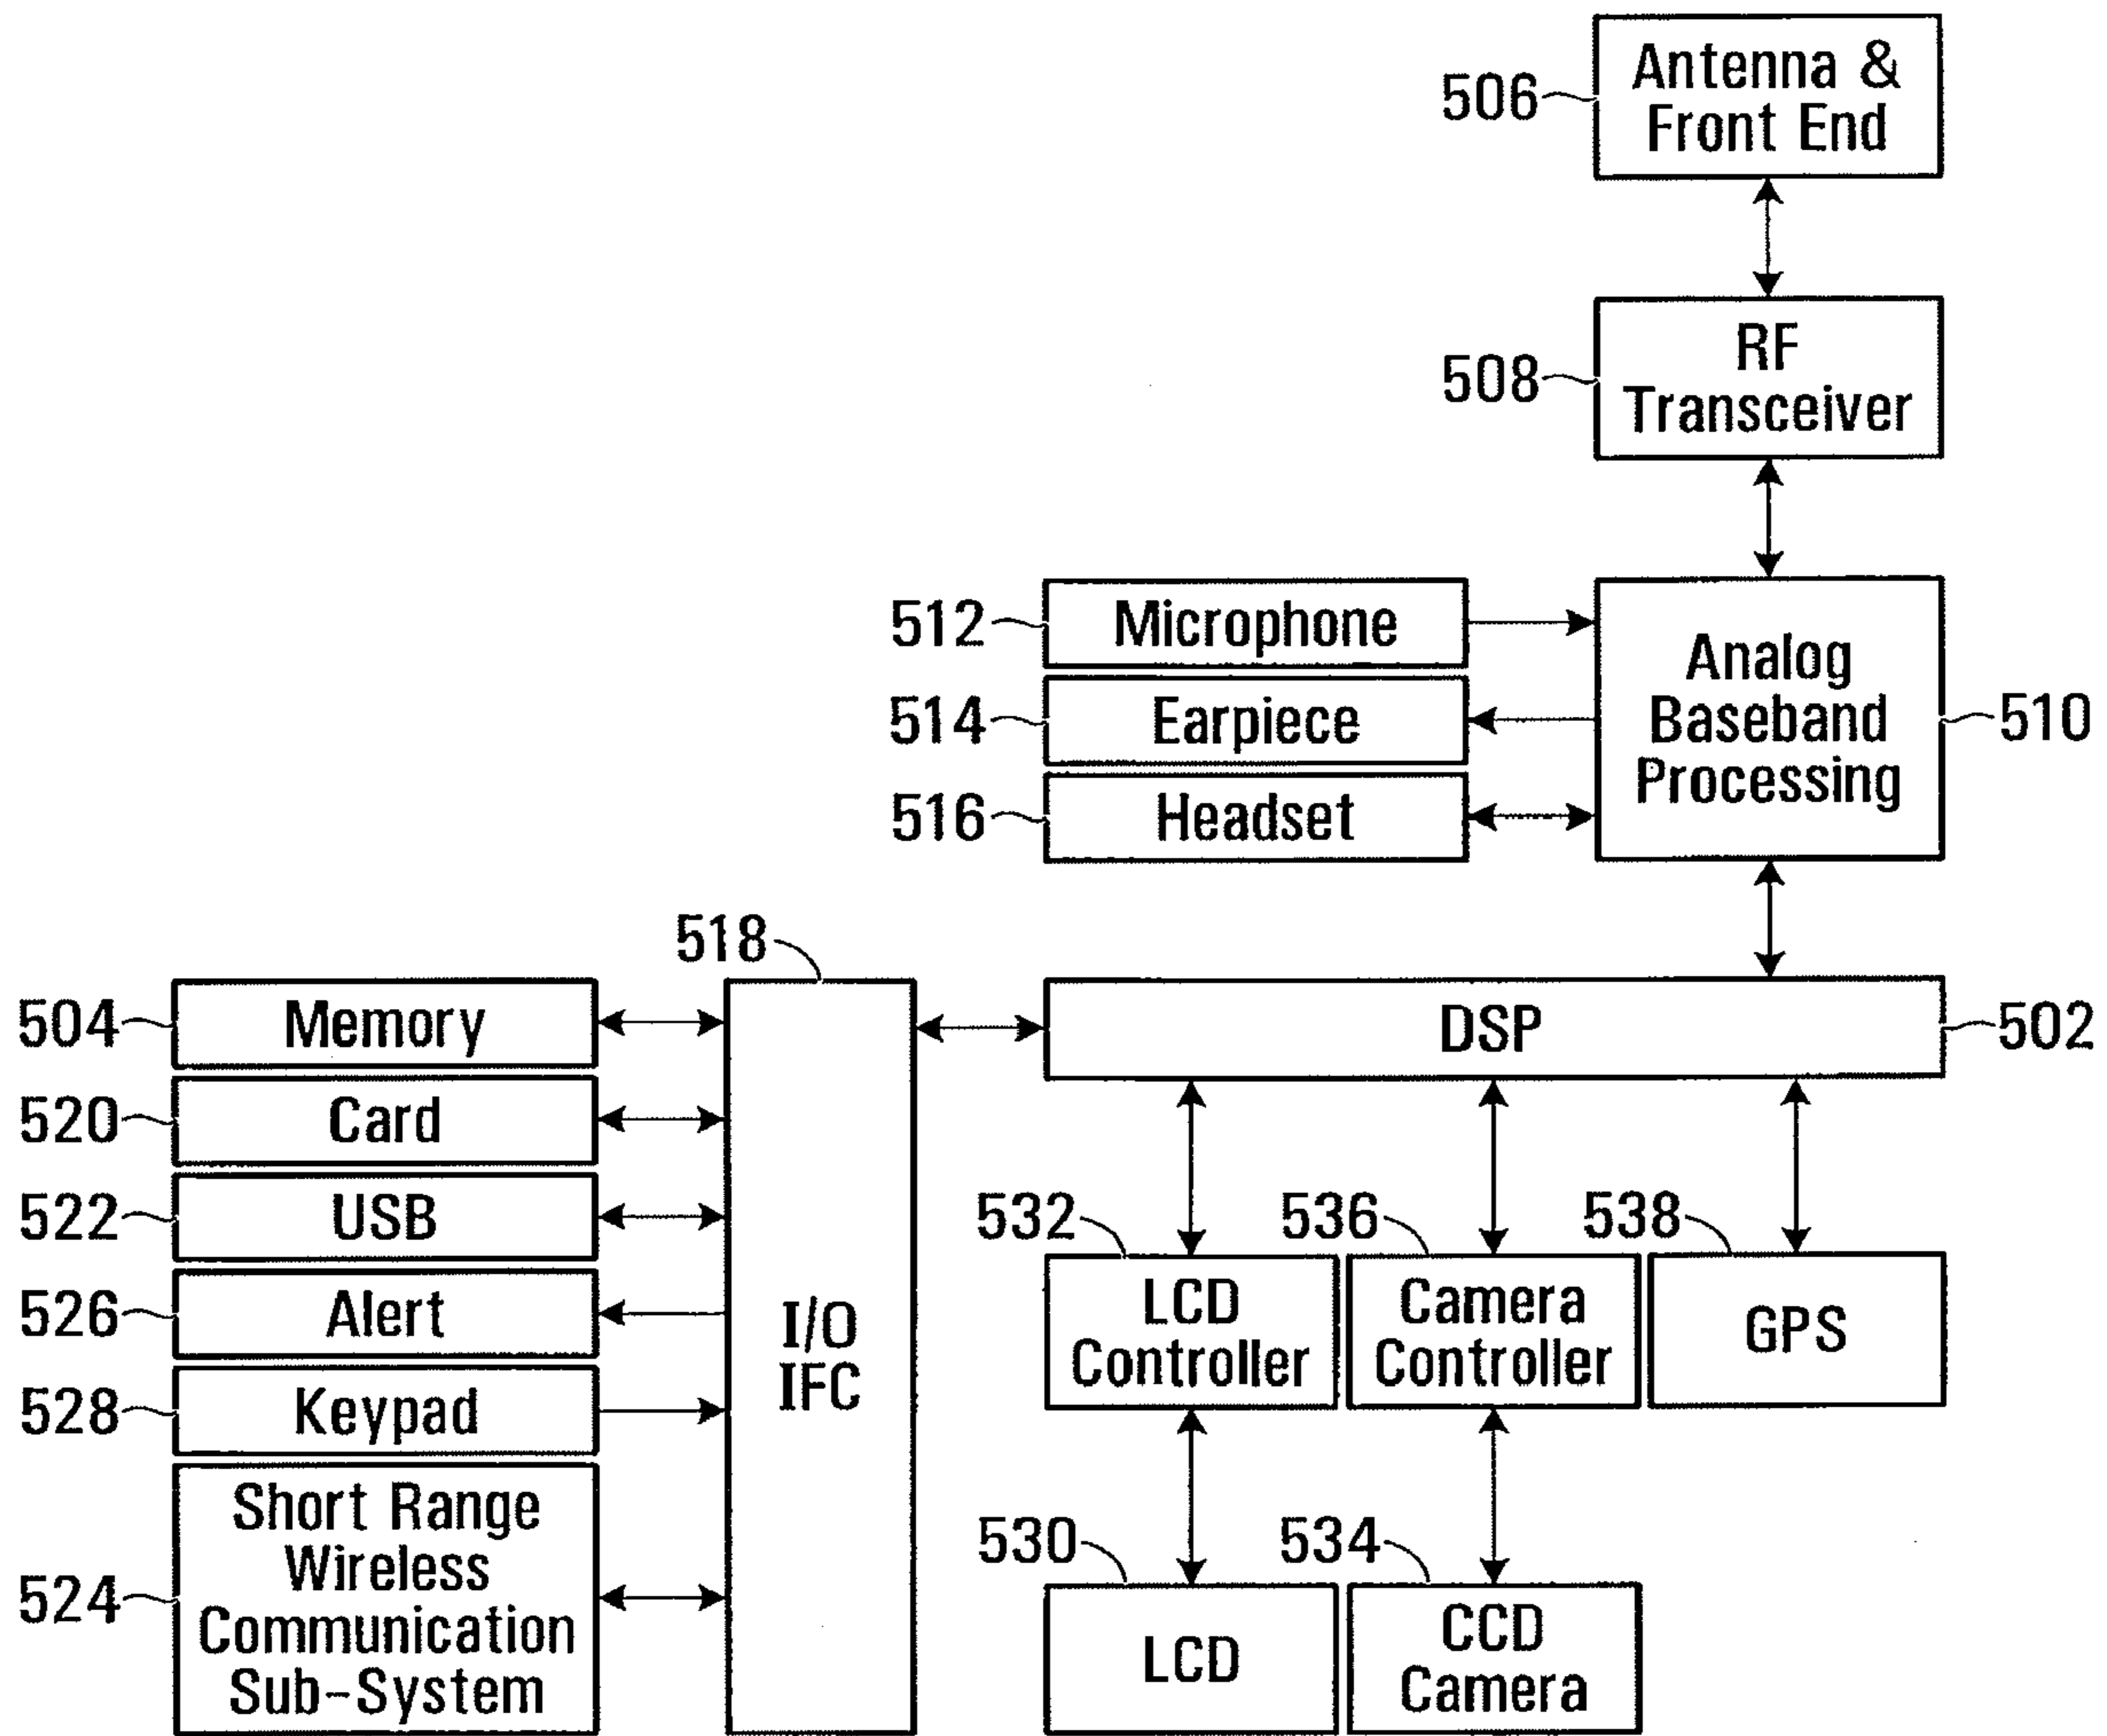 506
Antenna &
Front End
508
RF
Transceiver
512
Microphone
514
Earpiece
516
Headset
Analog
Baseband
Processing
510
518
504
Memory
520
Card
522
USB
526
Alert
528
Keypad
524
Short Range
Wireless
Communication
Sub-System
I/O
IFC
DSP
502
532
LCD
Controller
536
Camera
Controller
538
GPS
530
LCD
534
CCD
Camera